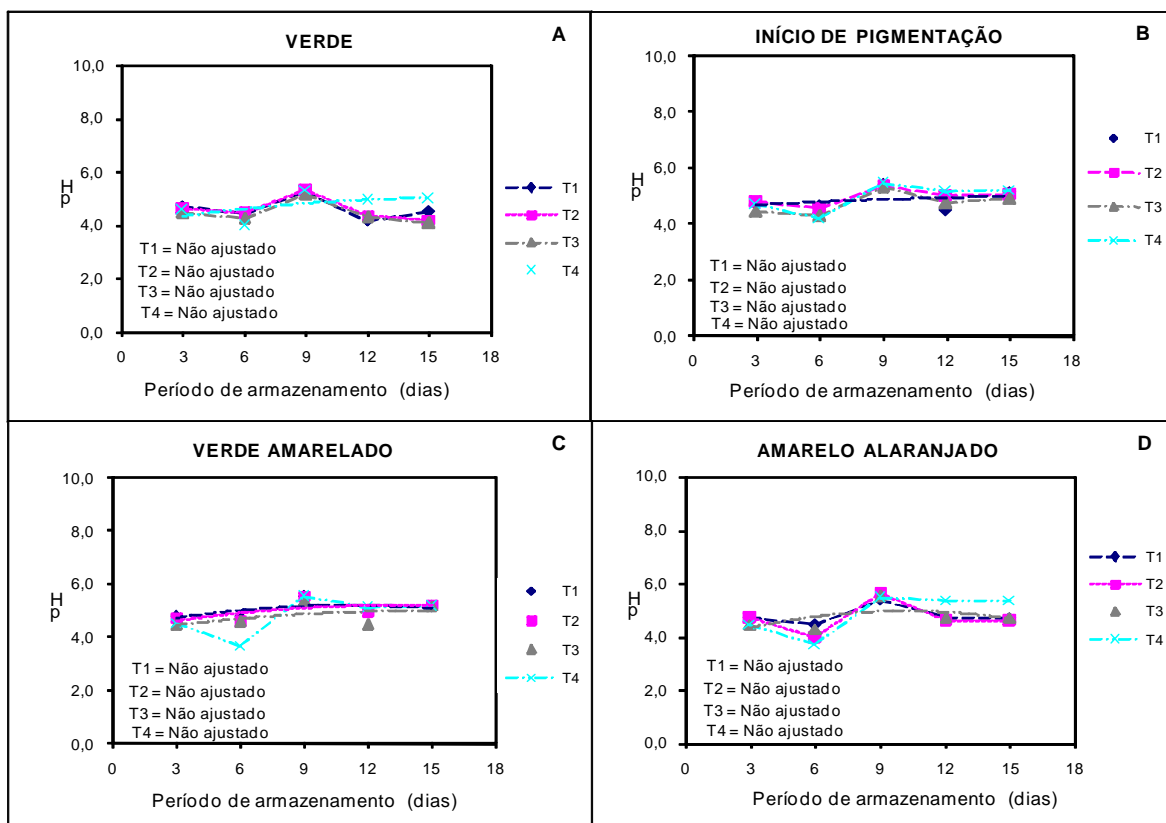 VERDE
A
10,0
8,0
6,0
4,0
2,0
0,0
pH
T1 = Não ajustado
T2 = Não ajustado
T3 = Não ajustado
T4 = Não ajustado
0 3 6 9 12 15 18
Período de armazenamento (dias)
T1
T2
T3
T4
INÍCIO DE PIGMENTAÇÃO
B
10,0
8,0
6,0
4,0
2,0
0,0
pH
T1 = Não ajustado
T2 = Não ajustado
T3 = Não ajustado
T4 = Não ajustado
0 3 6 9 12 15 18
Período de armazenamento (dias)
T1
T2
T3
T4
VERDE AMARELADO
C
10,0
8,0
6,0
4,0
2,0
0,0
pH
T1 = Não ajustado
T2 = Não ajustado
T3 = Não ajustado
T4 = Não ajustado
0 3 6 9 12 15 18
Período de armazenamento (dias)
T1
T2
T3
T4
AMARELO ALARANJADO
D
10,0
8,0
6,0
4,0
2,0
0,0
pH
T1 = Não ajustado
T2 = Não ajustado
T3 = Não ajustado
T4 = Não ajustado
0 3 6 9 12 15 18
Período de armazenamento (dias)
T1
T2
T3
T4